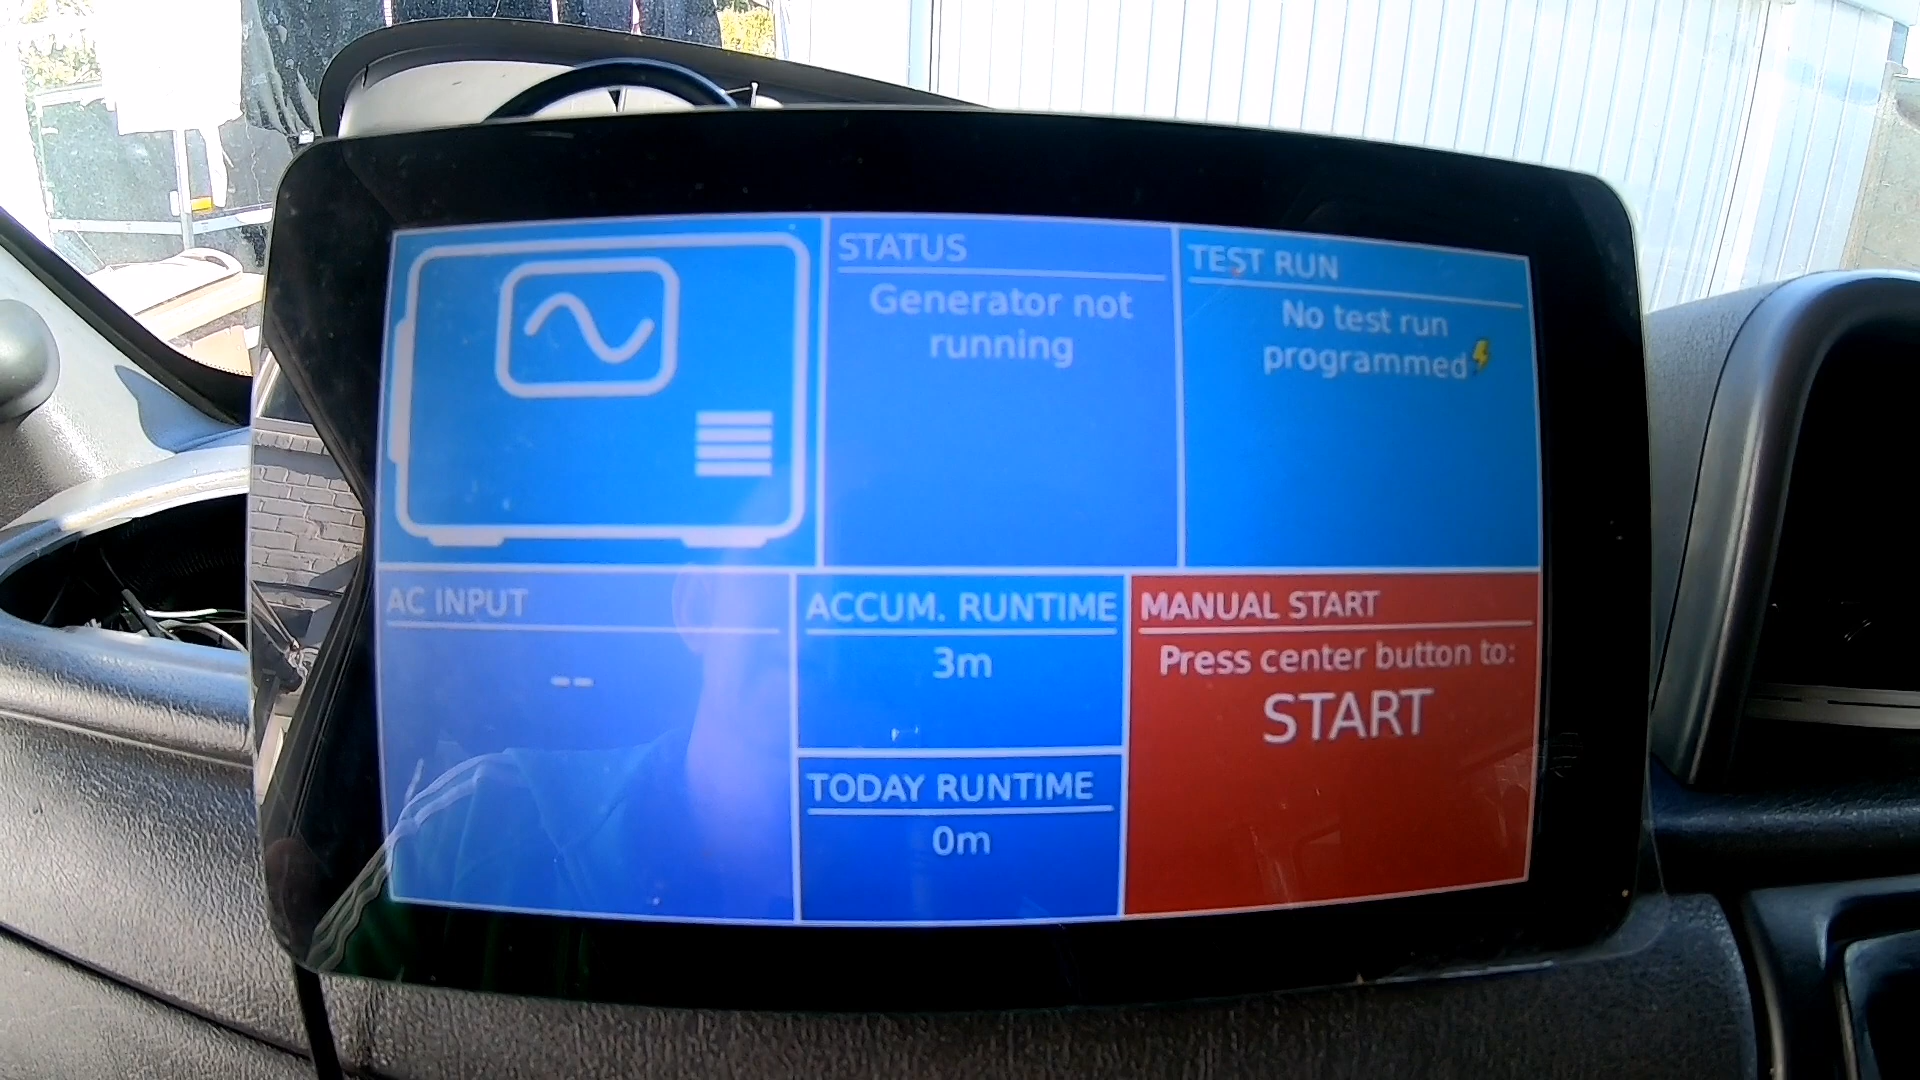 STATUS
Generator not
running
TEST RUN
No test run
programmed
AC INPUT
--
ACCUM. RUNTIME
3m
TODAY RUNTIME
0m
MANUAL START
Press center button to:
START